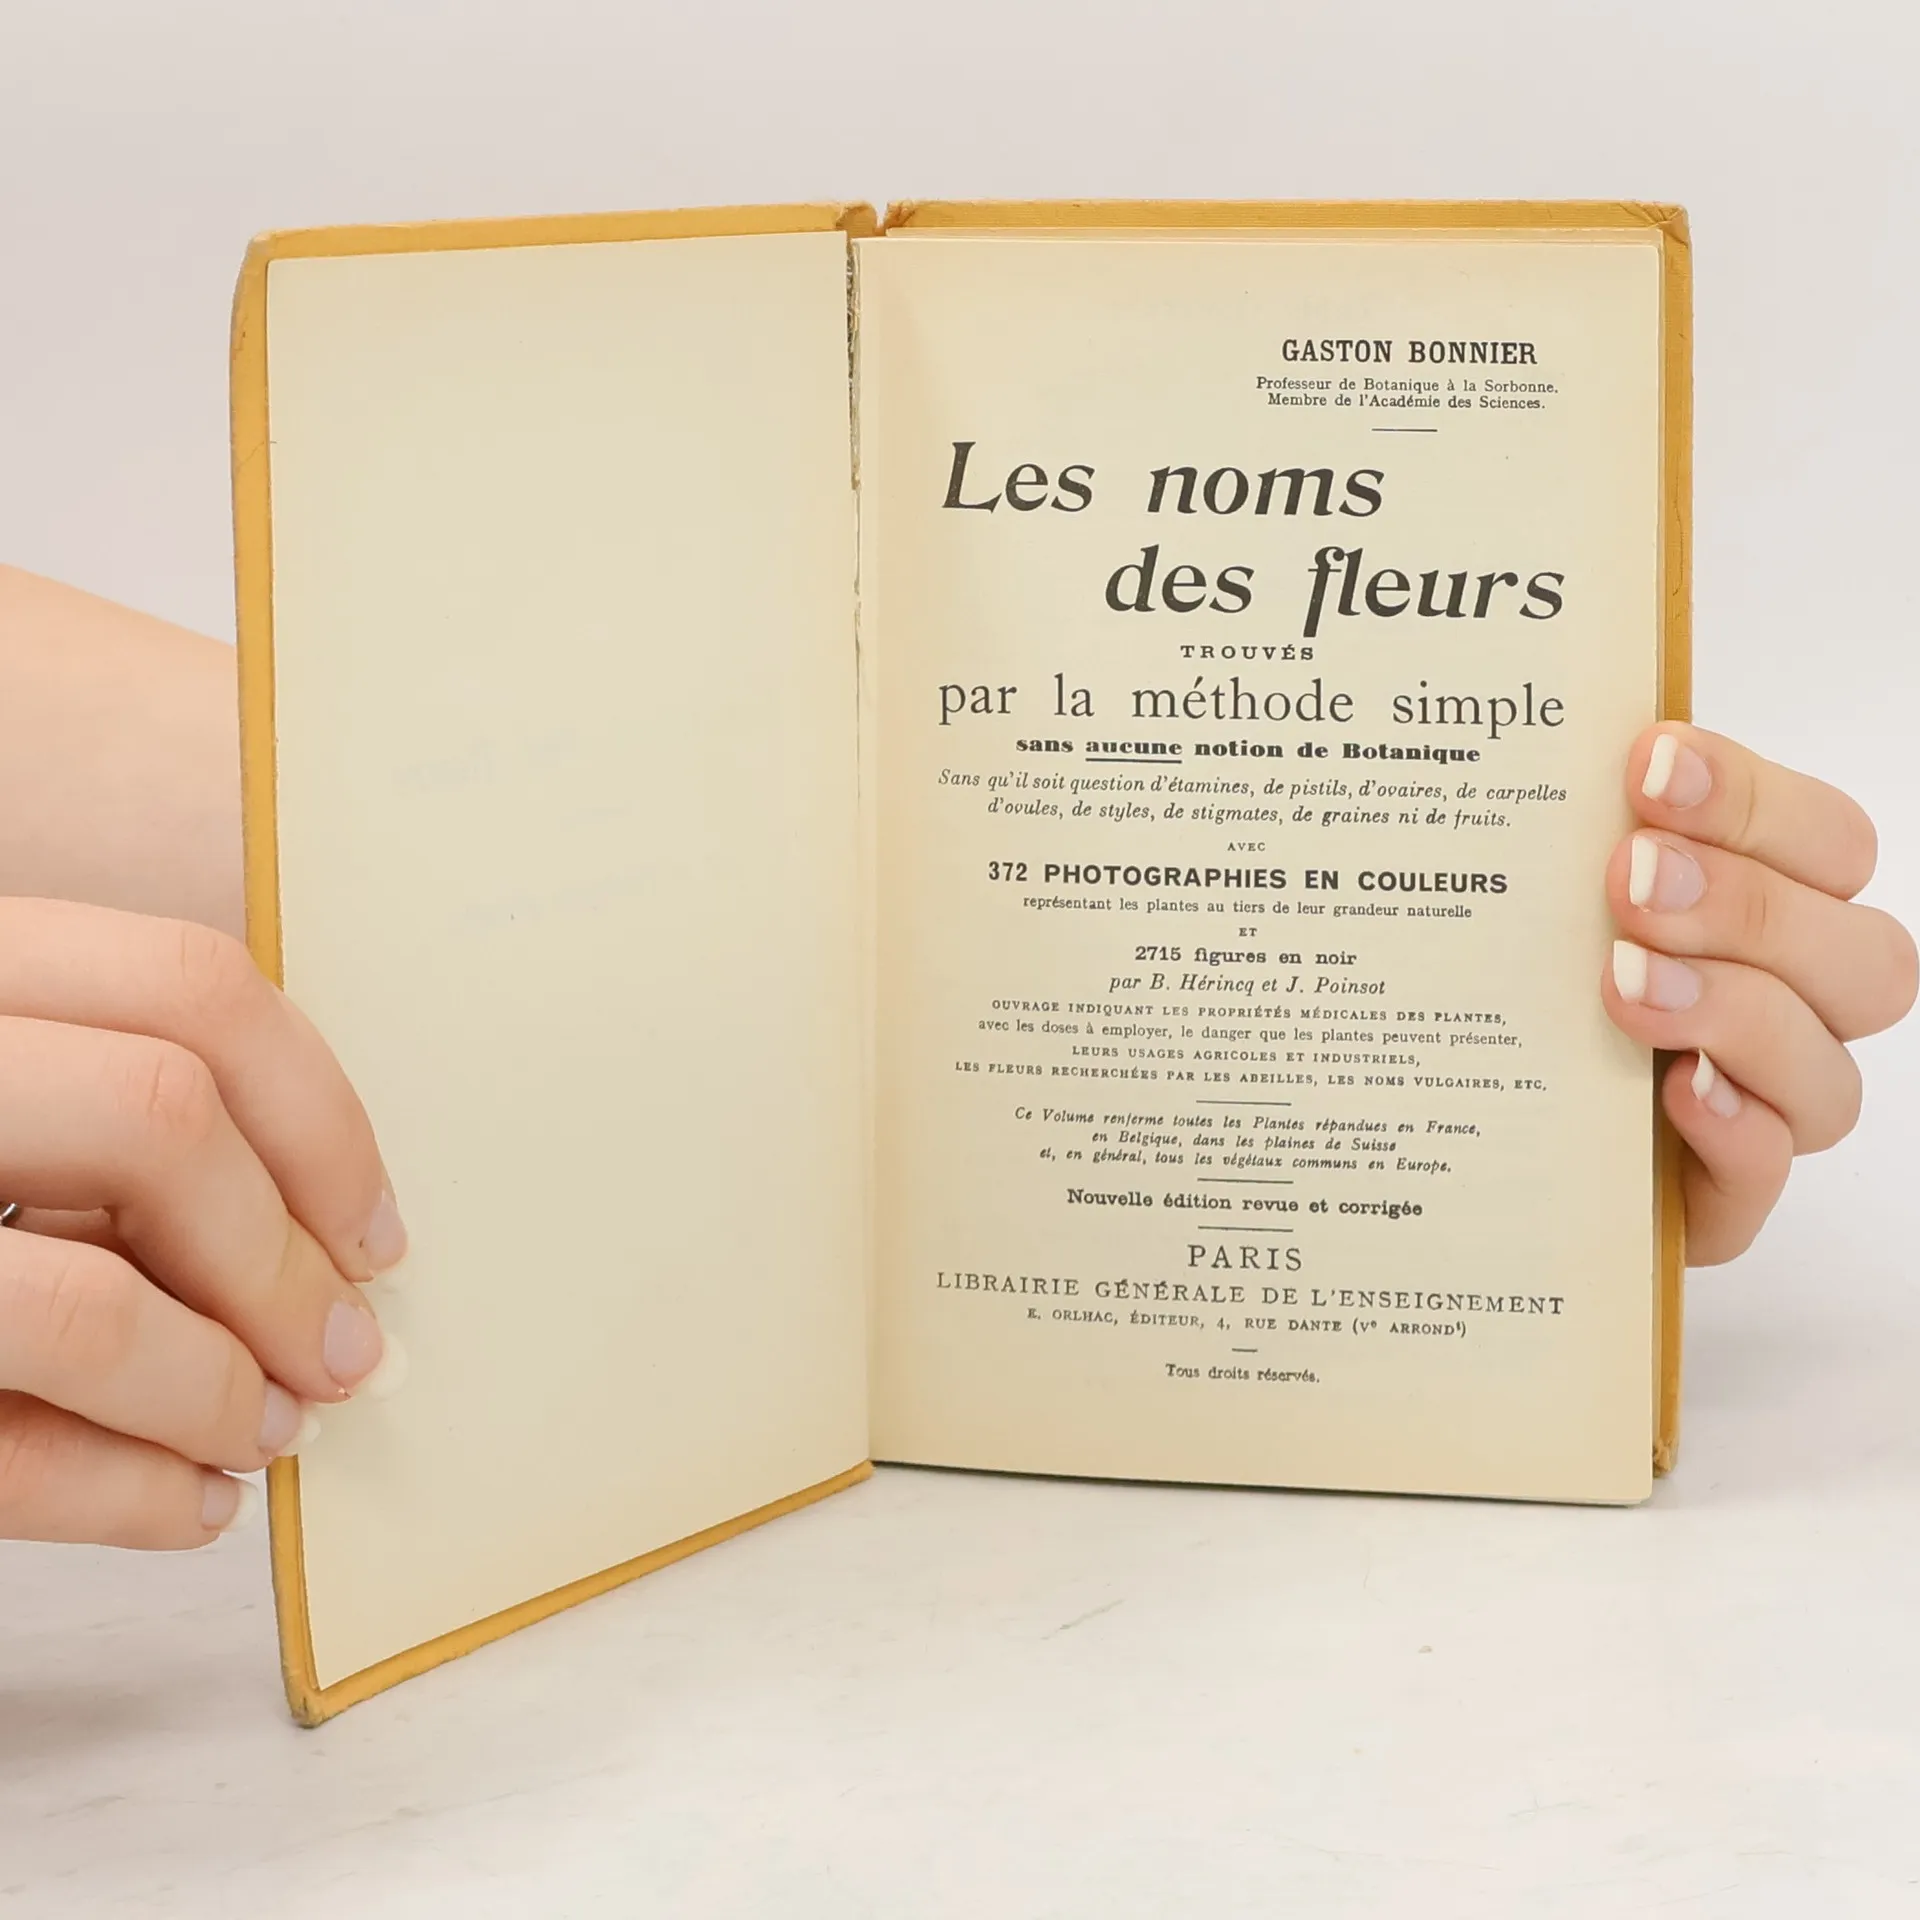 GASTON BONNIER
Professeur de Botanique à la Sorbonne.
Membre de l'Académie des Sciences.
Les noms
des fleurs
TROUVÉS
par la méthode simple
sans aucune notion de Botanique
Sans qu'il soit question d'étamines, de pistils, d'ovaires, de carpelles
d'ovules, de styles, de stigmates, de graines ni de fruits.
AVEC
372 PHOTOGRAPHIES EN COULEURS
représentant les plantes au tiers de leur grandeur naturelle
ET
2715 figures en noir
par B. Hérincq et J. Poinsot
OUVRAGE INDIQUANT LES PROPRIÉTÉS MÉDICALES DES PLANTES,
avec les doses à employer, le danger que les plantes peuvent présenter,
LEURS USAGES AGRICOLES ET INDUSTRIELS,
LES FLEURS RECHERCHÉES PAR LES ABEILLES, LES NOMS VULGAIRES, ETC.
Ce Volume renferme toutes les Plantes répandues en France,
en Belgique, dans les plaines de Suisse
et, en général, tous les végétaux communs en Europe.
Nouvelle édition revue et corrigée
PARIS
LIBRAIRIE GÉNÉRALE DE L'ENSEIGNEMENT
E. ORLHAC, ÉDITEUR, 4, RUE DANTE (Ve ARRONDt)
Tous droits réservés.